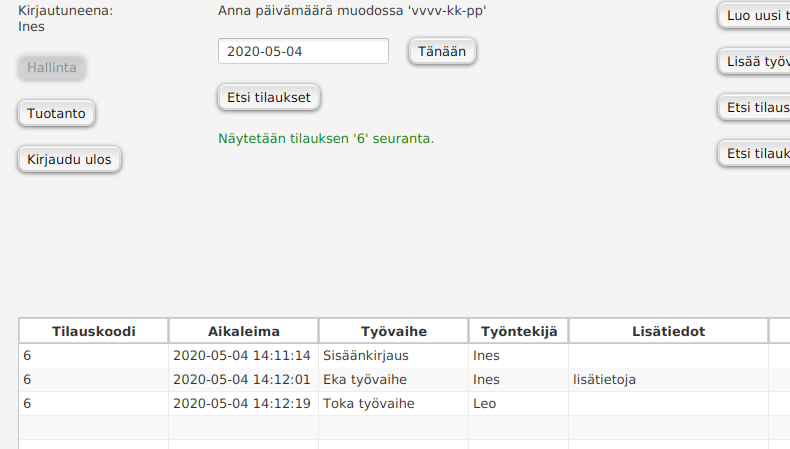 Kirjautuneena:
Ines
Hallinta
Tuotanto
Kirjaudu ulos
Anna päivämäärä muodossa 'vvvv-kk-pp'
2020-05-04 Tänään
Etsi tilaukset
Näytetään tilauksen '6' seuranta.
Luo uusi t
Lisää työv
Etsi tilaus
Etsi tilauk
Tilauskoodi Aikaleima Työvaihe Työntekijä Lisätiedot
6 2020-05-04 14:11:14 Sisäänkirjaus Ines
6 2020-05-04 14:12:01 Eka työvaihe Ines lisätietoja
6 2020-05-04 14:12:19 Toka työvaihe Leo